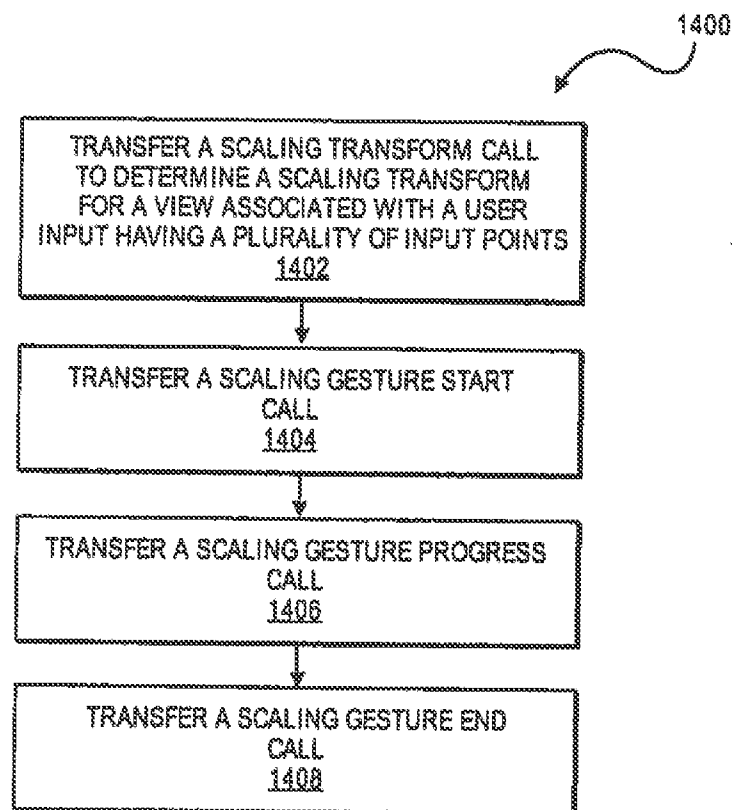 1400
TRANSFER A SCALING TRANSFORM CALL
TO DETERMINE A SCALING TRANSFORM
FOR A VIEW ASSOCIATED WITH A USER
INPUT HAVING A PLURALITY OF INPUT POINTS
1402
TRANSFER A SCALING GESTURE START
CALL
1404
TRANSFER A SCALING GESTURE PROGRESS
CALL
1406
TRANSFER A SCALING GESTURE END
CALL
1408